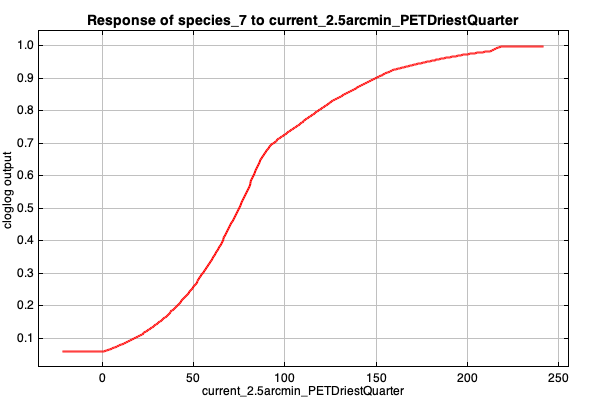 Response of species_7 to current_2.5arcmin_PETDriestQuarter
1.0
0.9
0.8
0.7
0.6
0.5
0.4
0.3
0.2
0.1
cloglog output
0 50 100 150 200 250
current_2.5arcmin_PETDriestQuarter